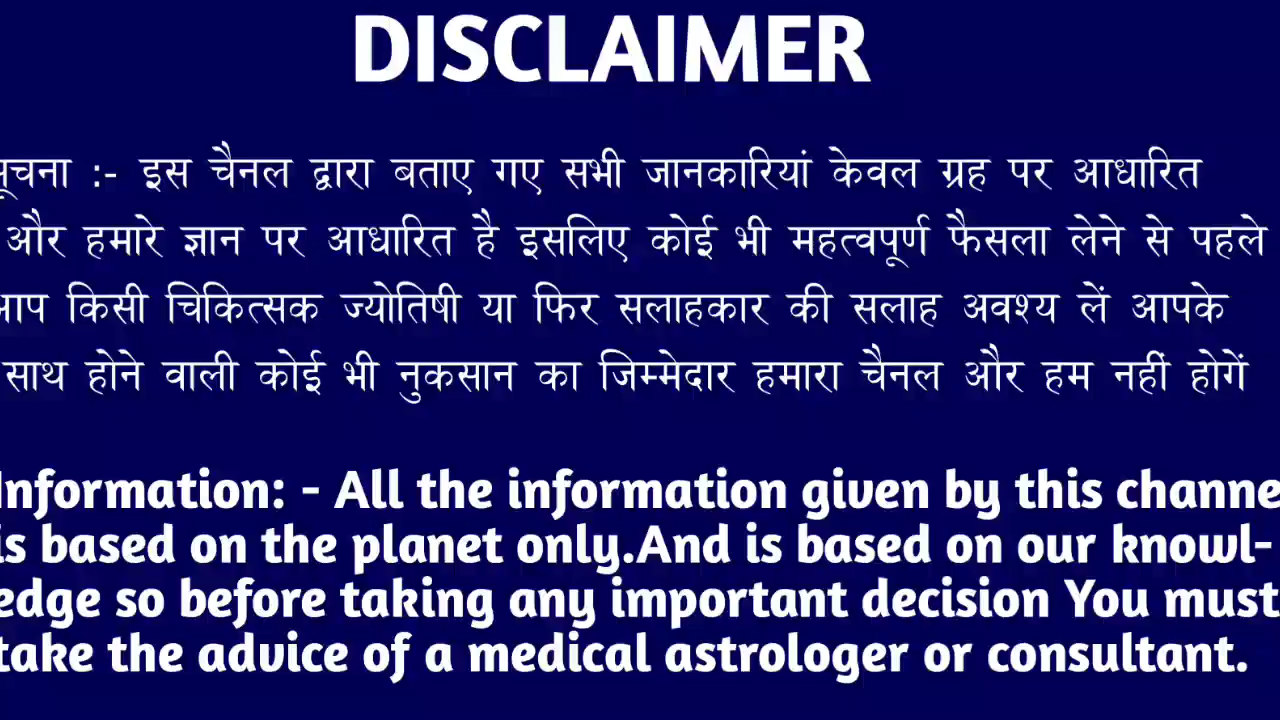 DISCLAIMER
सूचना :- इस चैनल द्वारा बताए गए सभी जानकारियां केवल ग्रह पर आधारित
और हमारे ज्ञान पर आधारित है इसलिए कोई भी महत्वपूर्ण फैसला लेने से पहले
आप किसी चिकित्सक ज्योतिषी या फिर सलाहकार की सलाह अवश्य लें आपके
साथ होने वाली कोई भी नुकसान का जिम्मेदार हमारा चैनल और हम नहीं होगें
Information: - All the information given by this channe
is based on the planet only.And is based on our knowl-
edge so before taking any important decision You must
take the advice of a medical astrologer or consultant.